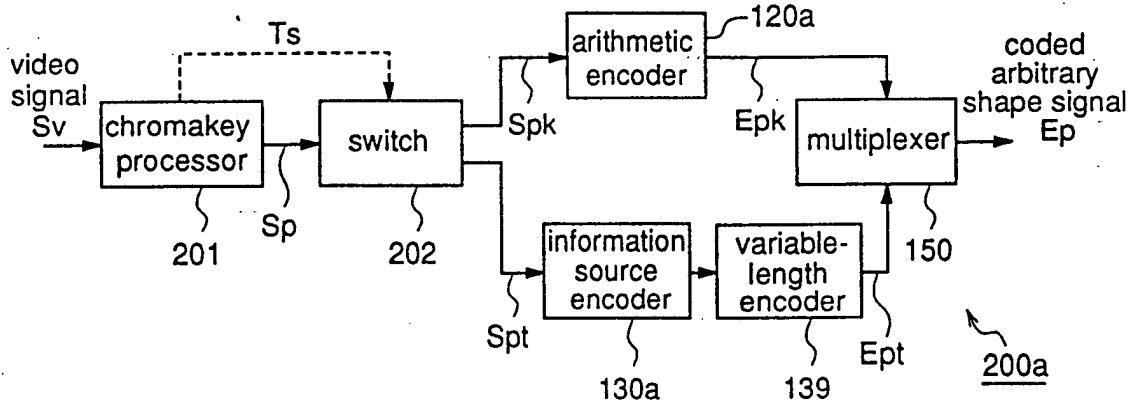 120a
Ts
video
signal
Sv
chromakey
processor
switch
arithmetic
encoder
Spk
Epk
multiplexer
coded
arbitrary
shape signal
Ep
Sp
201
202
150
information
source
encoder
variable-
length
encoder
Spt
Ept
130a
139
200a